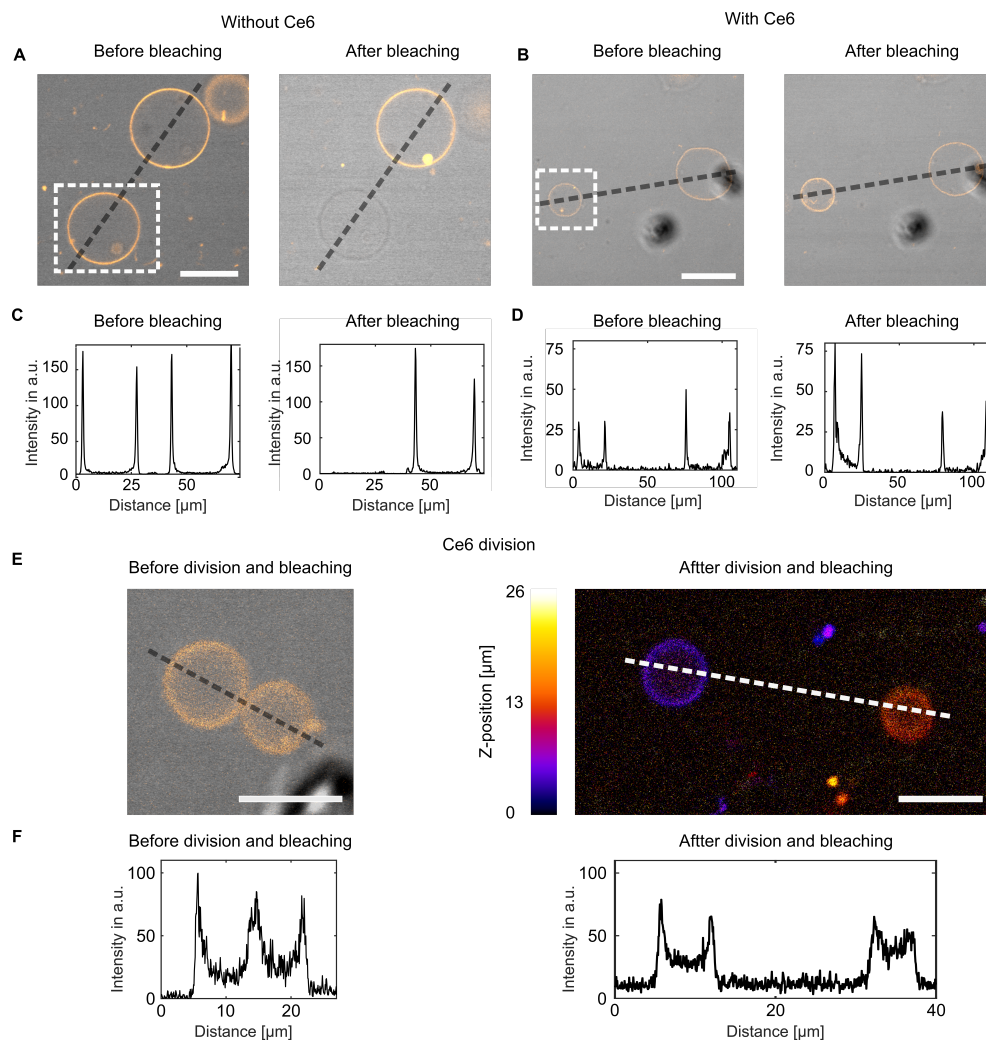 Without Ce6
With Ce6
A
Before bleaching
After bleaching
B
Before bleaching
After bleaching
C
Before bleaching
After bleaching
D
Before bleaching
After bleaching
Intensity in a.u.
150
100
50
0
0
25
50
Distance [µm]
Intensity in a.u.
150
100
50
0
0
25
50
Distance [µm]
Intensity in a.u.
75
50
25
0
0
50
100
Distance [µm]
Intensity in a.u.
75
50
25
0
0
50
100
Distance [µm]
Ce6 division
E
Before division and bleaching
Aftter division and bleaching
26
13
0
Z-position [µm]
F
Before division and bleaching
Aftter division and bleaching
Intensity in a.u.
100
50
0
0
10
20
Distance [µm]
Intensity in a.u.
100
50
0
0
20
40
Distance [µm]